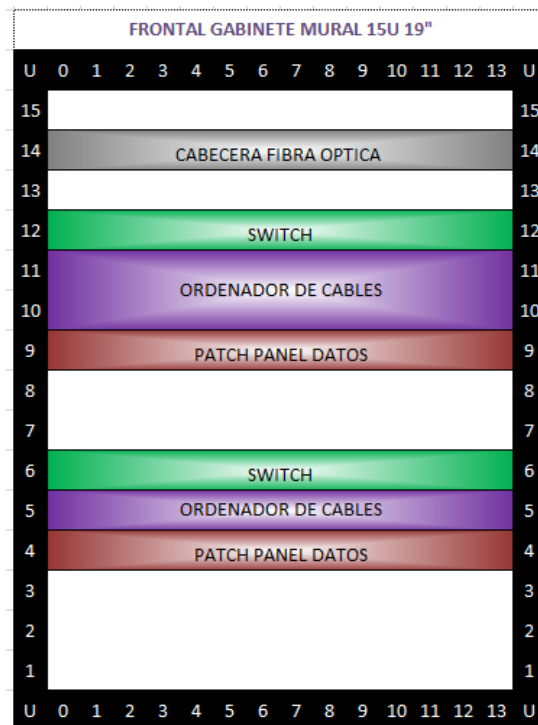 FRONTAL GABINETE MURAL 15U 19"
U 0 1 2 3 4 5 6 7 8 9 10 11 12 13 U
15 15
14 CABECERA FIBRA OPTICA 14
13 13
12 SWITCH 12
11 11
ORDENADOR DE CABLES
10 10
9 PATCH PANEL DATOS 9
8 8
7 7
6 SWITCH 6
5 ORDENADOR DE CABLES 5
4 PATCH PANEL DATOS 4
3 3
2 2
1 1
U 0 1 2 3 4 5 6 7 8 9 10 11 12 13 U